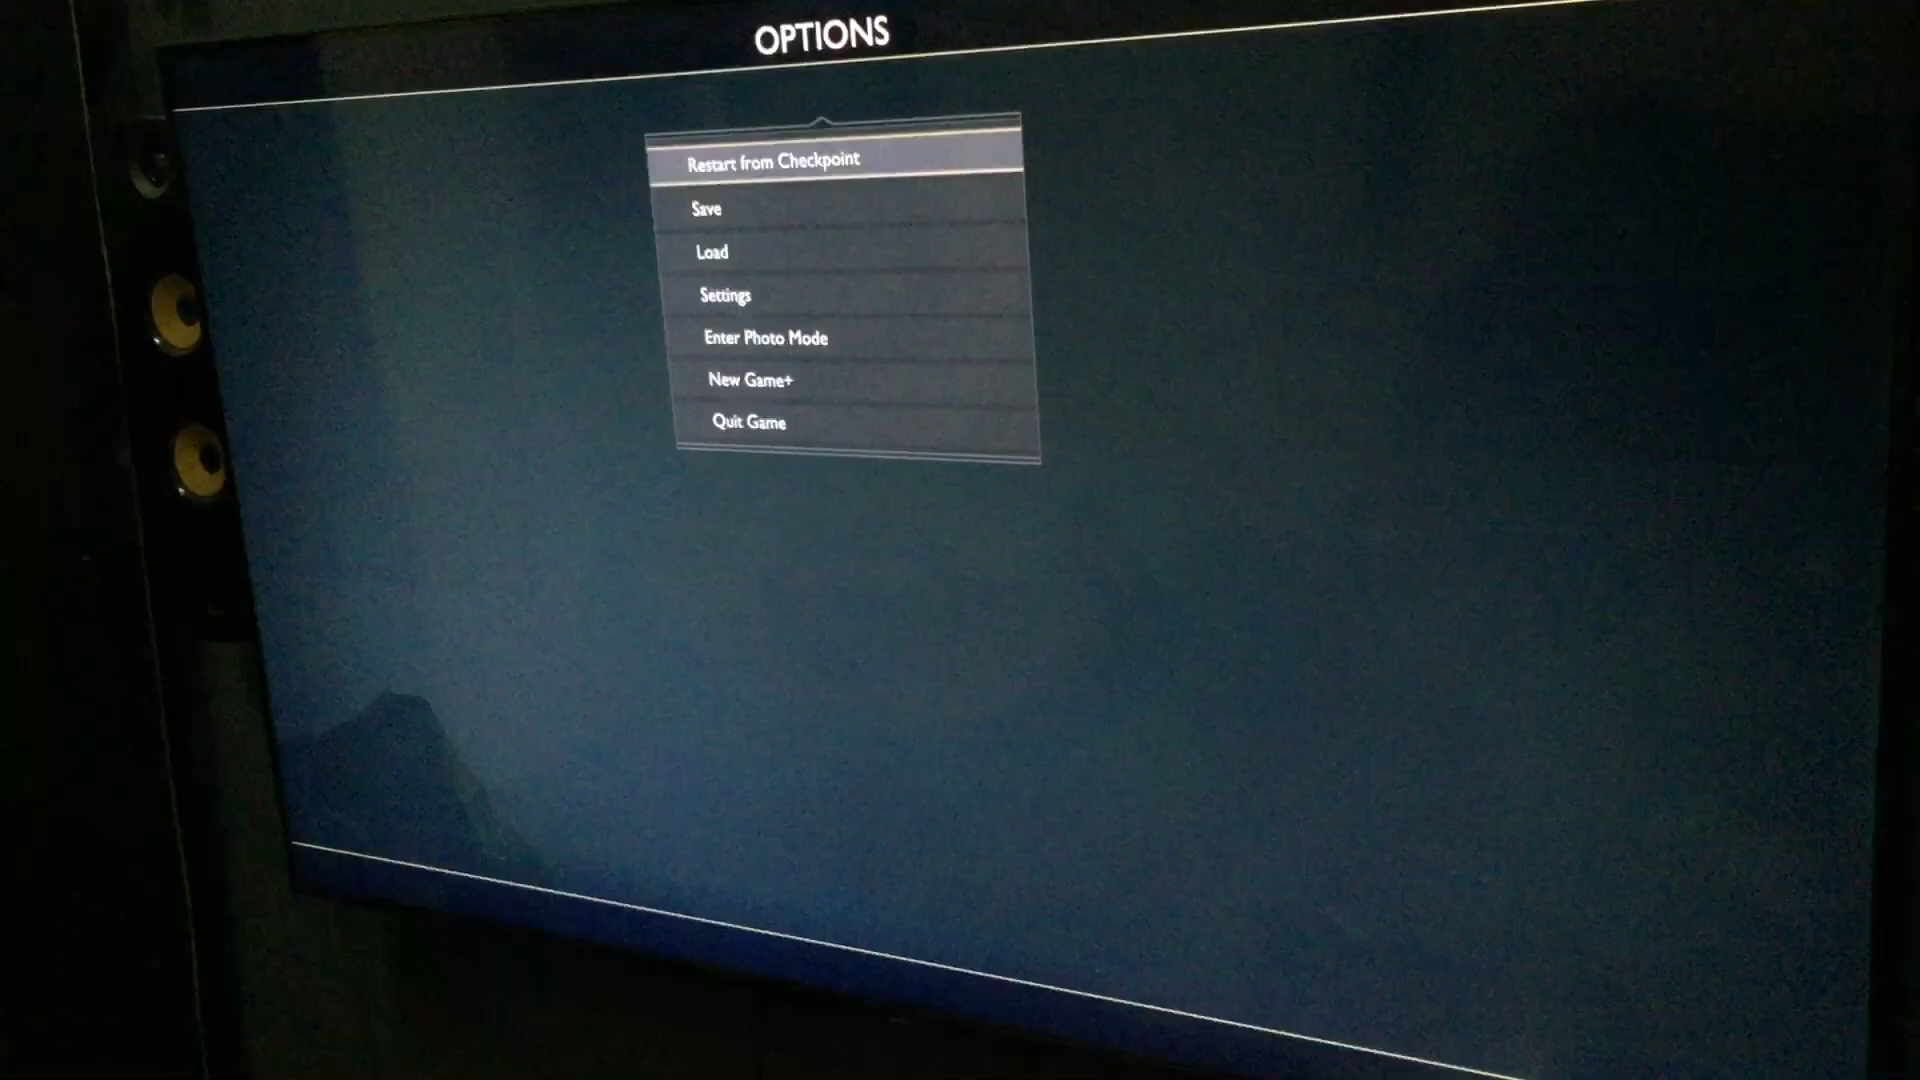 OPTIONS
Restart from Checkpoint
Save
Load
Settings
Enter Photo Mode
New Game+
Quit Game